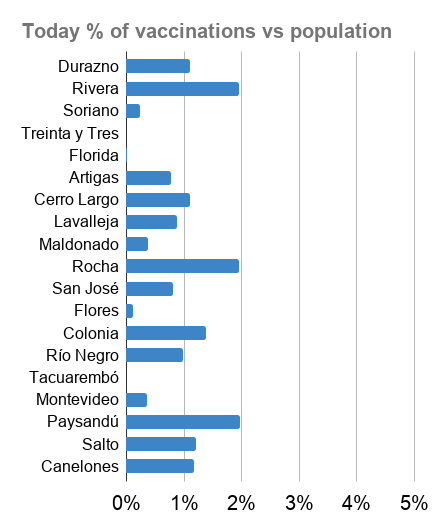 Today % of vaccinations vs population
Durazno
Rivera
Soriano
Treinta y Tres
Florida
Artigas
Cerro Largo
Lavalleja
Maldonado
Rocha
San José
Flores
Colonia
Río Negro
Tacuarembó
Montevideo
Paysandú
Salto
Canelones
0% 1% 2% 3% 4% 5%